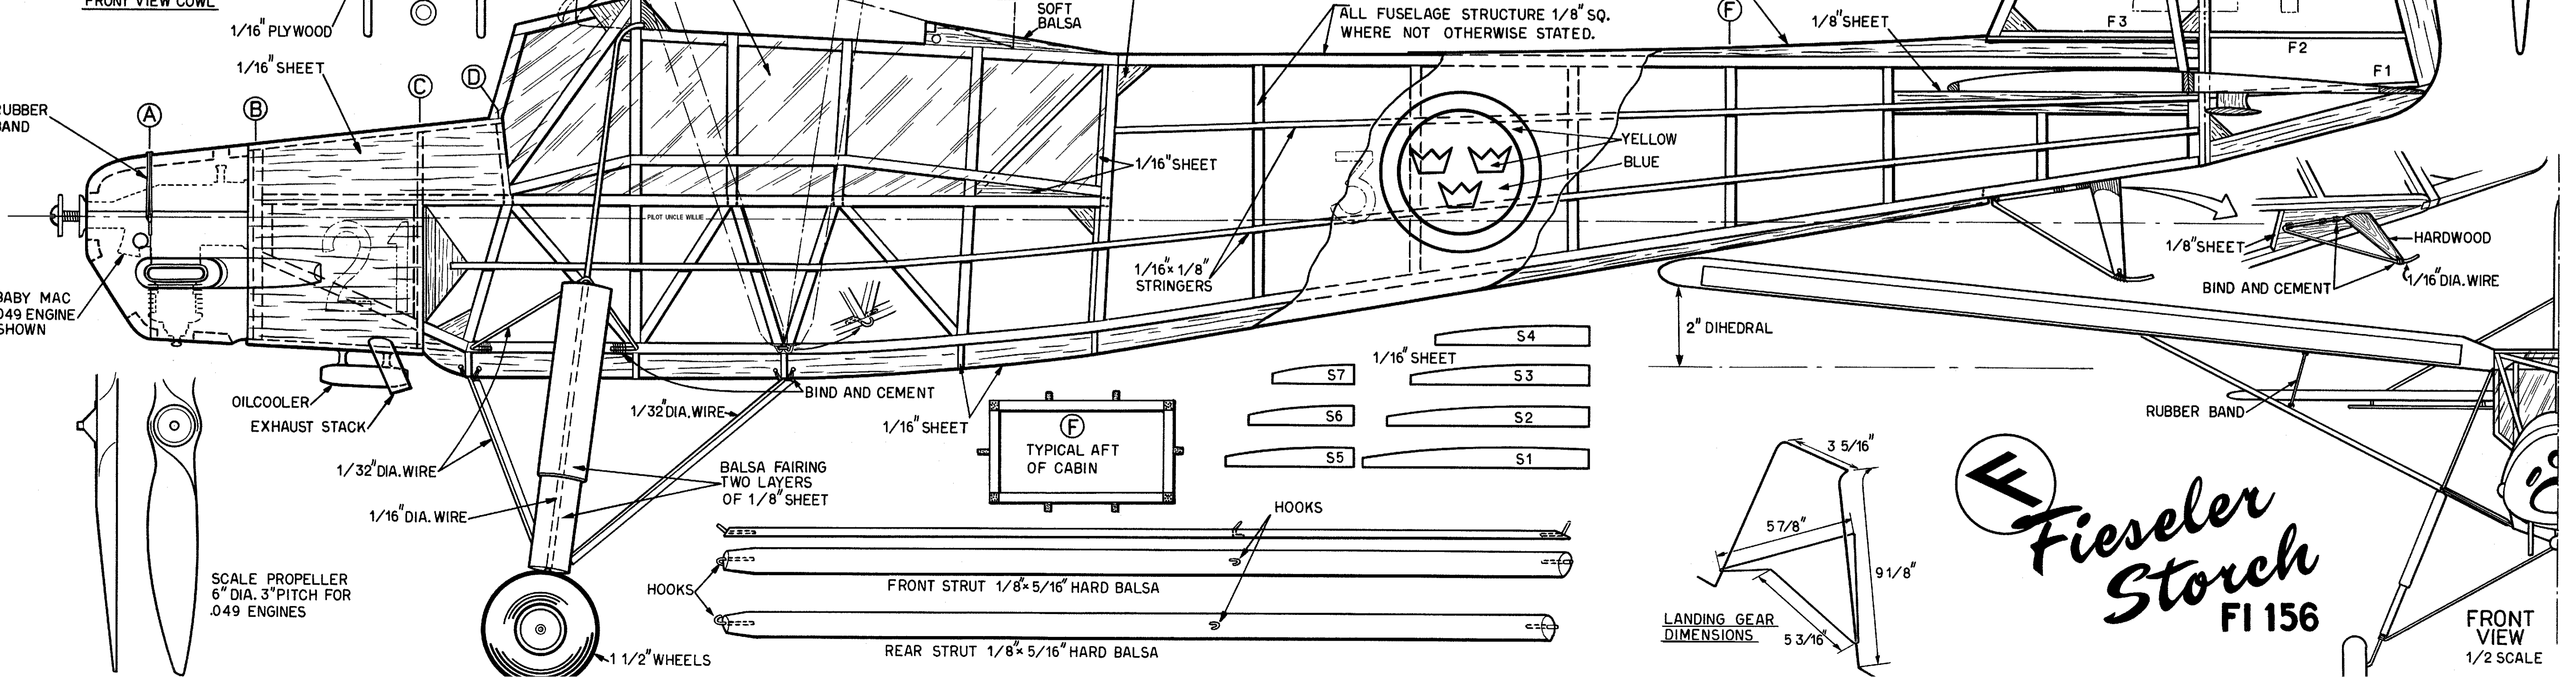 FRONT VIEW COWL
1/16" PLYWOOD
1/16" SHEET
SOFT
BALSA
ALL FUSELAGE STRUCTURE 1/8" SQ.
WHERE NOT OTHERWISE STATED.
F
1/8" SHEET
F3
F2
F1
RUBBER
BAND
A
B
C
D
1/16" SHEET
YELLOW
BLUE
3
21
PILOT UNCLE WILLIE
1/16" x 1/8"
STRINGERS
1/8" SHEET
HARDWOOD
1/16" DIA. WIRE
BIND AND CEMENT
BABY MAC
.049 ENGINE
SHOWN
OILCOOLER
EXHAUST STACK
1/32" DIA. WIRE
1/16" DIA. WIRE
1/32" DIA. WIRE
BIND AND CEMENT
1/16" SHEET
BALSA FAIRING
TWO LAYERS
OF 1/8" SHEET
F
TYPICAL AFT
OF CABIN
1/16" SHEET
S4
S7
S3
S6
S2
S5
S1
2" DIHEDRAL
RUBBER BAND
SCALE PROPELLER
6" DIA. 3" PITCH FOR
.049 ENGINES
1 1/2" WHEELS
HOOKS
HOOKS
FRONT STRUT 1/8" x 5/16" HARD BALSA
REAR STRUT 1/8" x 5/16" HARD BALSA
3 5/16"
5 7/8"
9 1/8"
5 3/16"
LANDING GEAR
DIMENSIONS
F
Fieseler
Storch
FI 156
FRONT
VIEW
1/2 SCALE